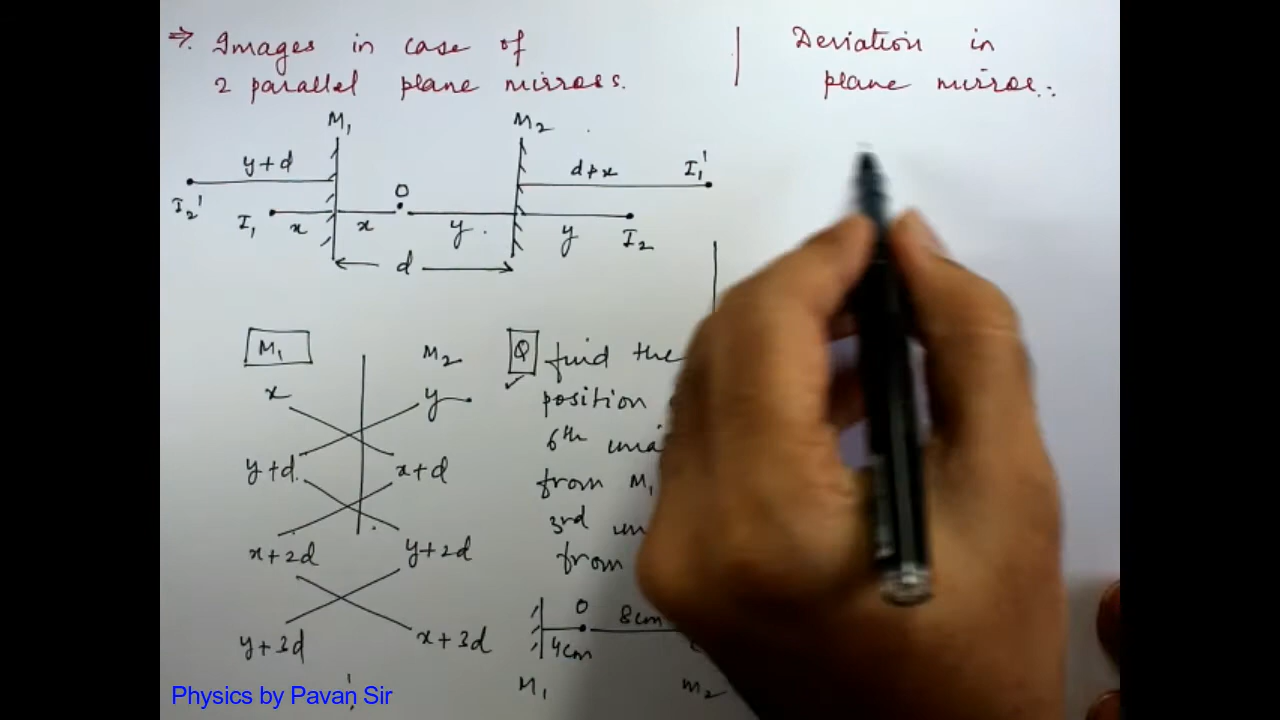 ⇒. Images in case of
2 parallel plane mirrors.
Deviation in
plane mirror:
M₁ M₂
y+d d+x I₁'
I₂' I₁ x x O y y I₂
d
M₁ M₂
x y
y+d x+d
x+2d y+2d
y+3d x+3d
Q find the
position
6th
from M₁
3rd
from
O 8cm
4cm
M₁ M₂
Physics by Pavan Sir